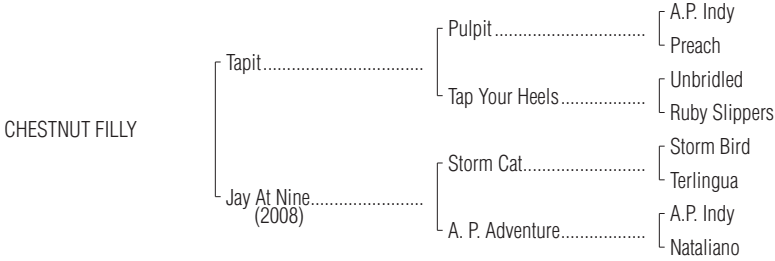 A.P. Indy
Pulpit
Preach
Tapit
Unbridled
Tap Your Heels
Ruby Slippers
CHESTNUT FILLY
Storm Bird
Storm Cat
Terlingua
Jay At Nine
(2008)
A.P. Indy
A. P. Adventure
Nataliano